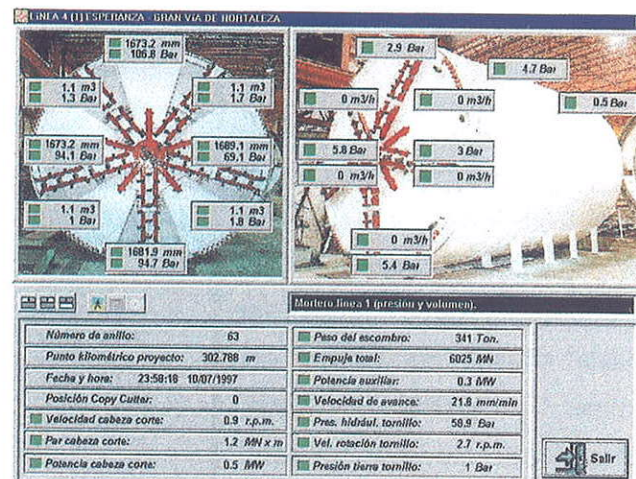 LíNEA 4 (1) ESPERANZA - GRAN VíA DE HORTALEZA
1673.2 mm
106.8 Bar
1.1 m3
1.3 Bar
1.1 m3
1.7 Bar
1673.2 mm
94.1 Bar
1689.1 mm
69.1 Bar
1.1 m3
1 Bar
1.1 m3
1.8 Bar
1681.9 mm
94.7 Bar
2.9 Bar
4.7 Bar
0 m3/h
0 m3/h
0.5 Bar
5.8 Bar
3 Bar
0 m3/h
0 m3/h
0 m3/h
5.4 Bar
Mortero línea 1 (presión y volumen).
Número de anillo: 63
Punto kilométrico proyecto: 302.788 m
Fecha y hora: 23:58:18 10/07/1997
Posición Copy Cutter: 0
Velocidad cabeza corte: 0.9 r.p.m.
Par cabeza corte: 1.2 MN x m
Potencia cabeza corte: 0.5 MW
Peso del escombro: 341 Ton.
Empuje total: 6025 MN
Potencia auxiliar: 0.3 MW
Velocidad de avance: 21.8 mm/min
Pres. hidrául. tornillo: 58.9 Bar
Vel. rotación tornillo: 2.7 r.p.m.
Presión tierra tornillo: 1 Bar
Salir